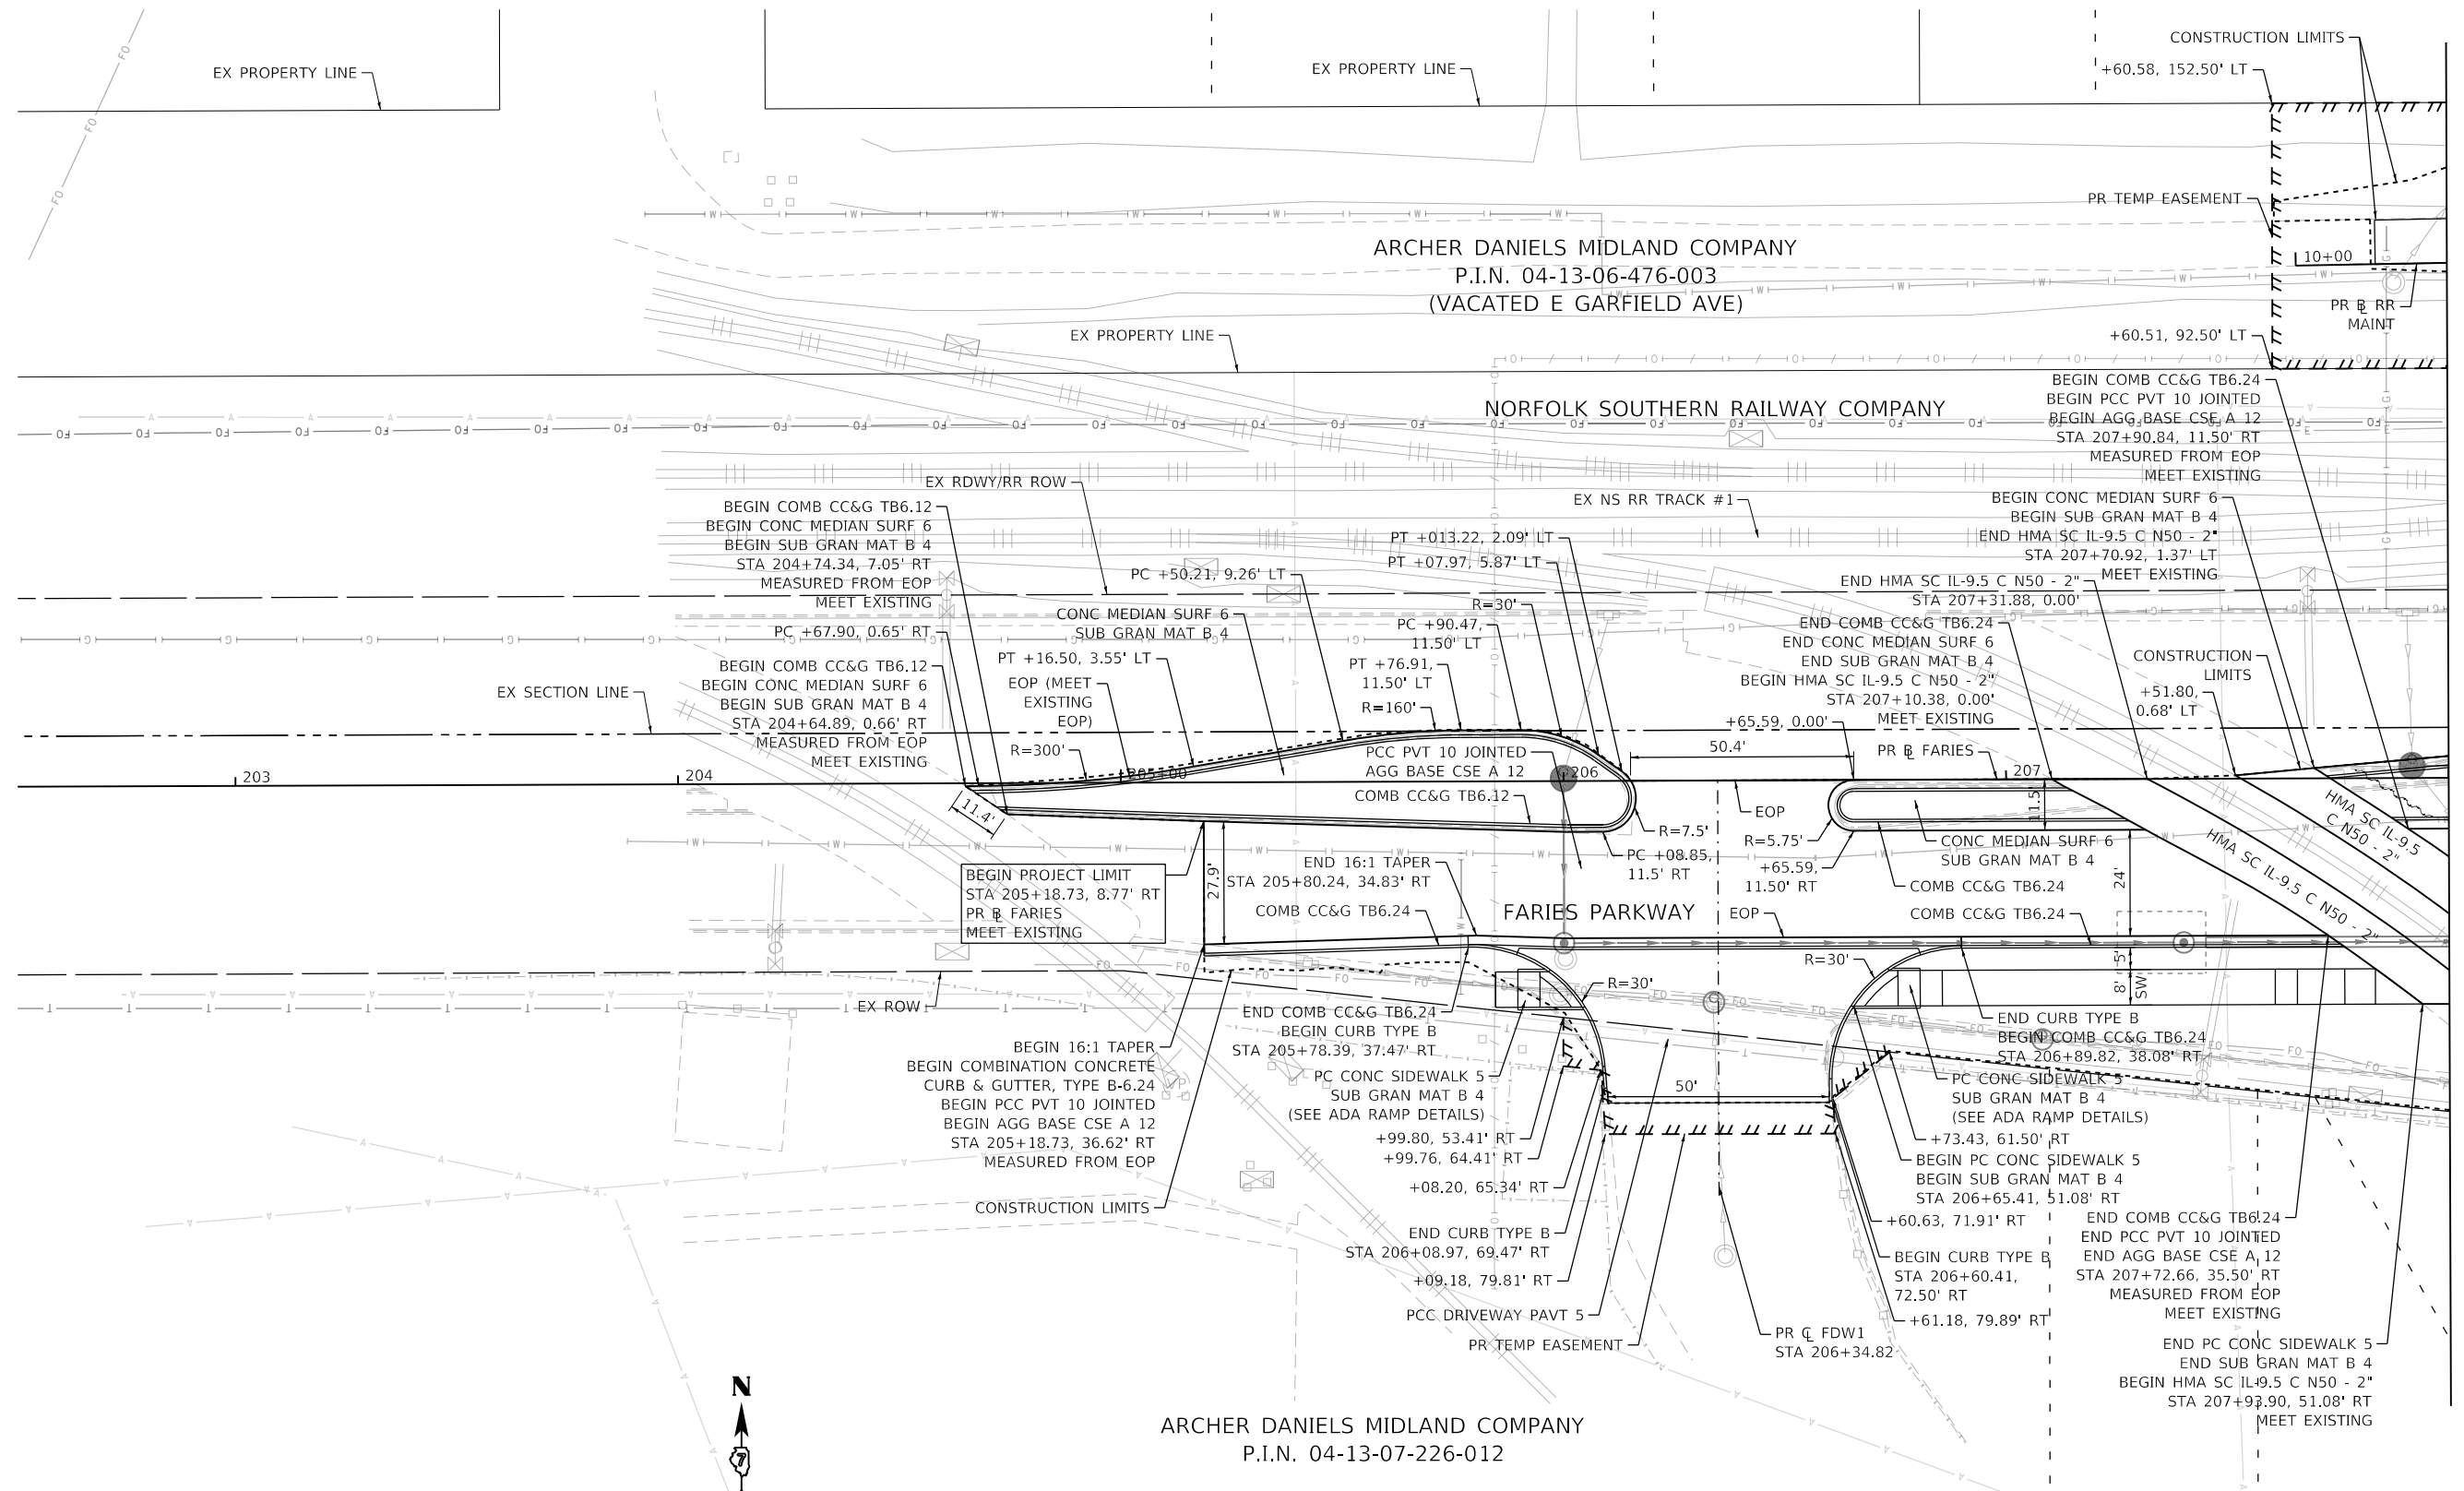 EX PROPERTY LINE
EX PROPERTY LINE
CONSTRUCTION LIMITS
+60.58, 152.50' LT
PR TEMP EASEMENT
ARCHER DANIELS MIDLAND COMPANY
P.I.N. 04-13-06-476-003
(VACATED E GARFIELD AVE)
10+00
PR BL RR
MAINT
EX PROPERTY LINE
+60.51, 92.50' LT
NORFOLK SOUTHERN RAILWAY COMPANY
BEGIN COMB CC&G TB6.24
BEGIN PCC PVT 10 JOINTED
BEGIN AGG BASE CSE A 12
STA 207+90.84, 11.50' RT
MEASURED FROM EOP
MEET EXISTING
EX RDWY/RR ROW
EX NS RR TRACK #1
BEGIN CONC MEDIAN SURF 6
BEGIN SUB GRAN MAT B 4
END HMA SC IL-9.5 C N50 - 2"
STA 207+70.92, 1.37' LT
MEET EXISTING
BEGIN COMB CC&G TB6.12
BEGIN CONC MEDIAN SURF 6
BEGIN SUB GRAN MAT B 4
STA 204+74.34, 7.05' RT
MEASURED FROM EOP
MEET EXISTING
PT +013.22, 2.09' LT
PT +07.97, 5.87' LT
PC +50.21, 9.26' LT
END HMA SC IL-9.5 C N50 - 2"
STA 207+31.88, 0.00'
CONC MEDIAN SURF 6
SUB GRAN MAT B 4
R=30'
PC +90.47,
11.50' LT
PC +67.90, 0.65' RT
PT +16.50, 3.55' LT
PT +76.91,
11.50' LT
END COMB CC&G TB6.24
END CONC MEDIAN SURF 6
END SUB GRAN MAT B 4
BEGIN HMA SC IL-9.5 C N50 - 2"
STA 207+10.38, 0.00'
MEET EXISTING
CONSTRUCTION
LIMITS
BEGIN COMB CC&G TB6.12
BEGIN CONC MEDIAN SURF 6
BEGIN SUB GRAN MAT B 4
STA 204+64.89, 0.66' RT
MEASURED FROM EOP
MEET EXISTING
EX SECTION LINE
EOP (MEET
EXISTING
EOP)
R=160'
+51.80,
0.68' LT
R=300'
+65.59, 0.00'
50.4'
PR BL FARIES
PCC PVT 10 JOINTED
AGG BASE CSE A 12
203
204
205+00
206
207
COMB CC&G TB6.12
11.4'
EOP
11.5'
HMA SC IL-9.5
C N50 - 2"
R=7.5'
R=5.75'
CONC MEDIAN SURF 6
SUB GRAN MAT B 4
HMA SC IL-9.5 C N50 - 2"
PC +08.85,
11.5' RT
+65.59,
11.50' RT
BEGIN PROJECT LIMIT
STA 205+18.73, 8.77' RT
PR BL FARIES
MEET EXISTING
27.9'
END 16:1 TAPER
STA 205+80.24, 34.83' RT
COMB CC&G TB6.24
24'
COMB CC&G TB6.24
FARIES PARKWAY
EOP
COMB CC&G TB6.24
R=30'
5'
8'
SW
R=30'
EX ROW
END COMB CC&G TB6.24
BEGIN CURB TYPE B
STA 205+78.39, 37.47' RT
END CURB TYPE B
BEGIN COMB CC&G TB6.24
STA 206+89.82, 38.08' RT
BEGIN 16:1 TAPER
BEGIN COMBINATION CONCRETE
CURB & GUTTER, TYPE B-6.24
BEGIN PCC PVT 10 JOINTED
BEGIN AGG BASE CSE A 12
STA 205+18.73, 36.62' RT
MEASURED FROM EOP
PC CONC SIDEWALK 5
SUB GRAN MAT B 4
(SEE ADA RAMP DETAILS)
50'
PC CONC SIDEWALK 5
SUB GRAN MAT B 4
(SEE ADA RAMP DETAILS)
+99.80, 53.41' RT
+99.76, 64.41' RT
+08.20, 65.34' RT
+73.43, 61.50' RT
BEGIN PC CONC SIDEWALK 5
BEGIN SUB GRAN MAT B 4
STA 206+65.41, 51.08' RT
CONSTRUCTION LIMITS
+60.63, 71.91' RT
END CURB TYPE B
STA 206+08.97, 69.47' RT
+09.18, 79.81' RT
BEGIN CURB TYPE B
STA 206+60.41,
72.50' RT
+61.18, 79.89' RT
END COMB CC&G TB6.24
END PCC PVT 10 JOINTED
END AGG BASE CSE A 12
STA 207+72.66, 35.50' RT
MEASURED FROM EOP
MEET EXISTING
PCC DRIVEWAY PAVT 5
PR TEMP EASEMENT
PR CL FDW1
STA 206+34.82
END PC CONC SIDEWALK 5
END SUB GRAN MAT B 4
BEGIN HMA SC IL-9.5 C N50 - 2"
STA 207+93.90, 51.08' RT
MEET EXISTING
N
7
ARCHER DANIELS MIDLAND COMPANY
P.I.N. 04-13-07-226-012